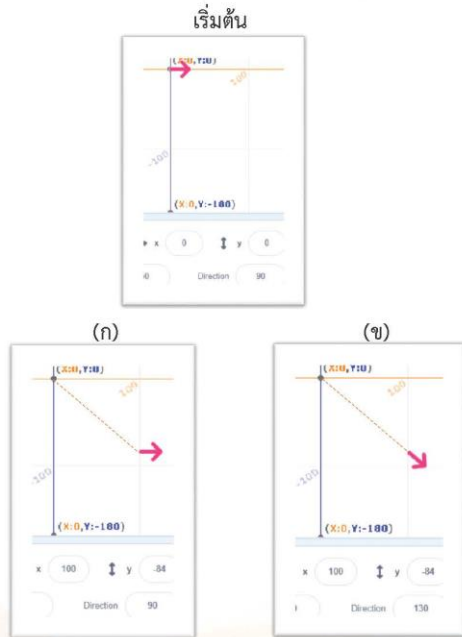 เริ่มต้น
(X:0,Y:0)
100
-100
(X:0,Y:-180)
x 0 y 0
Direction 90
(ก)
(X:0,Y:0)
100
-100
(X:0,Y:-180)
x 100 y -84
Direction 90
(ข)
(X:0,Y:0)
100
-100
(X:0,Y:-180)
x 100 y -84
Direction 130